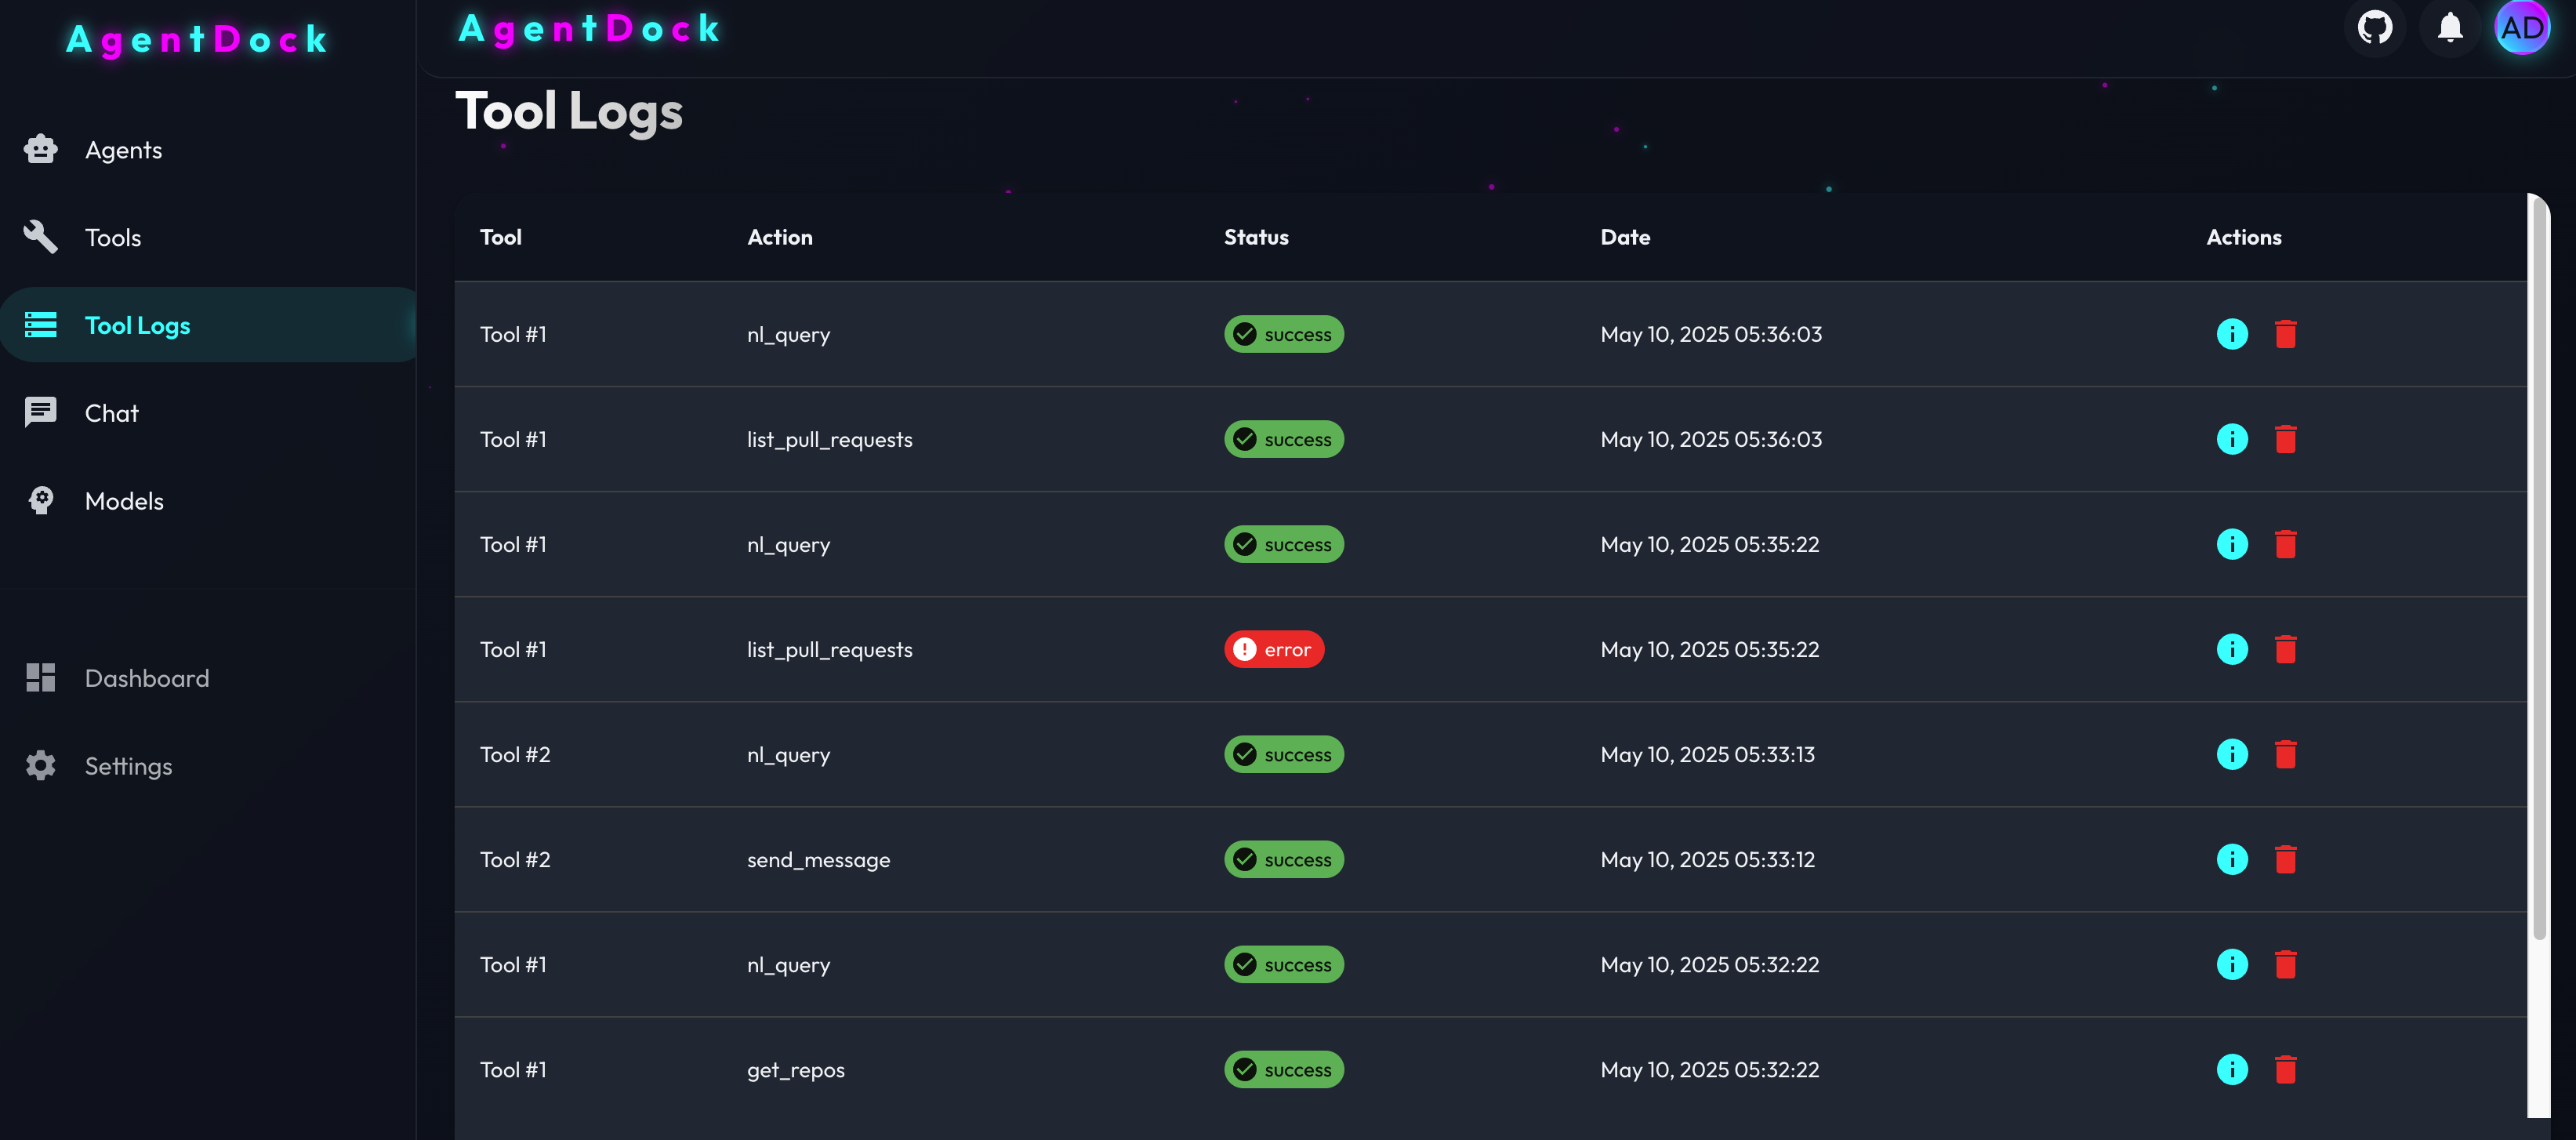 AgentDock
AgentDock
AD
Agents
Tools
Tool Logs
Chat
Models
Dashboard
Settings
Tool Logs
Tool Action Status Date Actions
Tool #1 nl_query success May 10, 2025 05:36:03
Tool #1 list_pull_requests success May 10, 2025 05:36:03
Tool #1 nl_query success May 10, 2025 05:35:22
Tool #1 list_pull_requests error May 10, 2025 05:35:22
Tool #2 nl_query success May 10, 2025 05:33:13
Tool #2 send_message success May 10, 2025 05:33:12
Tool #1 nl_query success May 10, 2025 05:32:22
Tool #1 get_repos success May 10, 2025 05:32:22